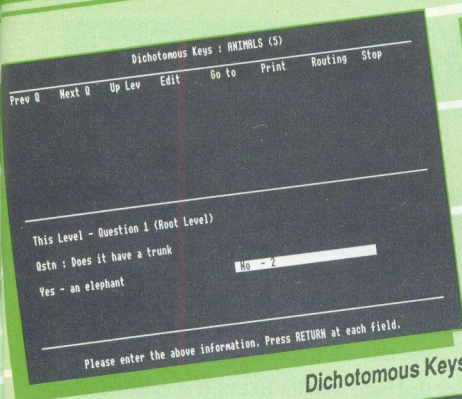 Dichotomous Keys : ANIMALS (5)
Prev Q Next Q Up Lev Edit Go to Print Routing Stop
This Level - Question 1 (Root Level)
Qstn : Does it have a trunk
Yes - an elephant No - 2
Please enter the above information. Press RETURN at each field.
Dichotomous Keys